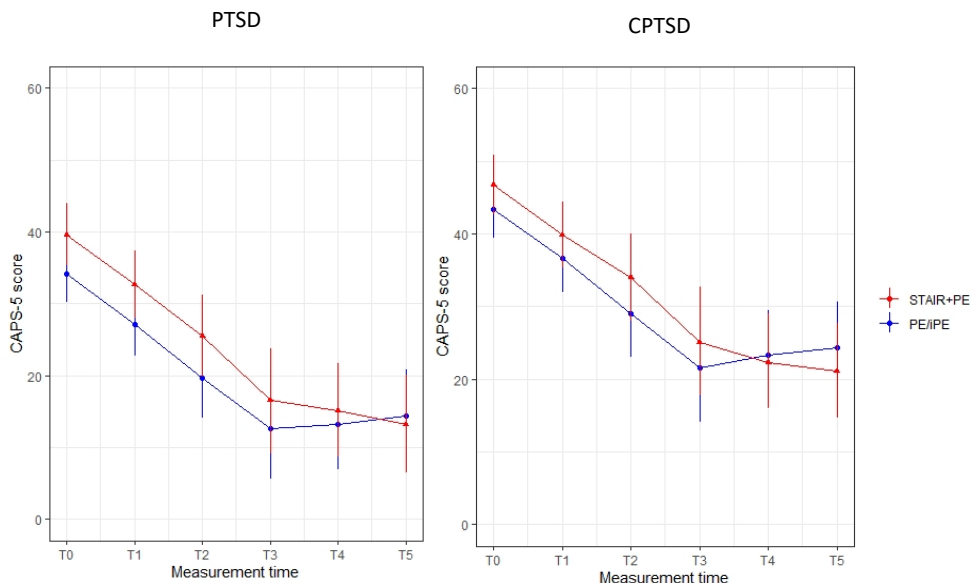 PTSD
CPTSD
60
40
20
0
CAPS-5 score
T0 T1 T2 T3 T4 T5
Measurement time
60
40
20
0
CAPS-5 score
T0 T1 T2 T3 T4 T5
Measurement time
STAIR+PE
PE/iPE